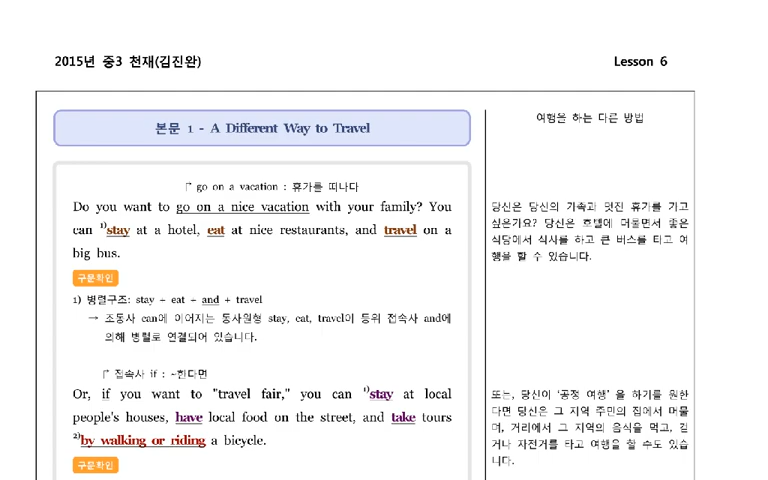 2015년 중3 천재(김진완)
Lesson 6
본문 1 - A Different Way to Travel
여행을 하는 다른 방법
┏ go on a vacation : 휴가를 떠나다
Do you want to go on a nice vacation with your family? You
can 1)stay at a hotel, eat at nice restaurants, and travel on a
big bus.
구문확인
1) 병렬구조: stay + eat + and + travel
→ 조동사 can에 이어지는 동사원형 stay, eat, travel이 등위 접속사 and에
의해 병렬로 연결되어 있습니다.
당신은 당신의 가족과 멋진 휴가를 가고
싶은가요? 당신은 호텔에 머물면서 좋은
식당에서 식사를 하고 큰 버스를 타고 여
행을 할 수 있습니다.
┏ 접속사 if : ~한다면
Or, if you want to "travel fair," you can 1)stay at local
people's houses, have local food on the street, and take tours
2)by walking or riding a bicycle.
구문확인
또는, 당신이 '공정 여행' 을 하기를 원한
다면 당신은 그 지역 주민의 집에서 머물
며, 거리에서 그 지역의 음식을 먹고, 걷
거나 자전거를 타고 여행을 할 수도 있습
니다.